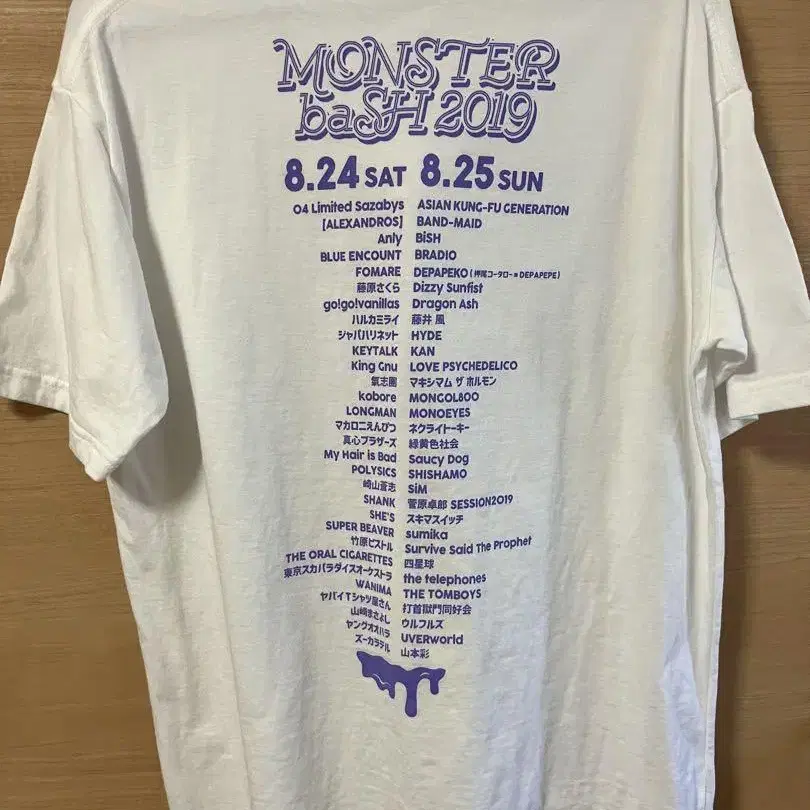 MONSTER
baSH 2019
8.24 SAT 8.25 SUN
04 Limited Sazabys ASIAN KUNG-FU GENERATION
[ALEXANDROS] BAND-MAID
Anly BiSH
BLUE ENCOUNT BRADIO
FOMARE DEPAPEKO(押尾コータロー×DEPAPEPE)
藤原さくら Dizzy Sunfist
go!go!vanillas Dragon Ash
ハルカミライ 藤井 風
ジャパハリネット HYDE
KEYTALK KAN
King Gnu LOVE PSYCHEDELICO
氣志團 マキシマム ザ ホルモン
kobore MONGOL800
LONGMAN MONOEYES
マカロニえんぴつ ネクライトーキー
真心ブラザーズ 緑黄色社会
My Hair is Bad Saucy Dog
POLYSICS SHISHAMO
崎山蒼志 SiM
SHANK 菅原卓郎 SESSION2019
SHE'S スキマスイッチ
SUPER BEAVER sumika
竹原ピストル Survive Said The Prophet
THE ORAL CIGARETTES 四星球
東京スカパラダイスオーケストラ the telephones
WANIMA THE TOMBOYS
ヤバイTシャツ屋さん 打首獄門同好会
山崎まさよし ウルフルズ
ヤングオオハラ UVERworld
ズーカラデル 山本彩